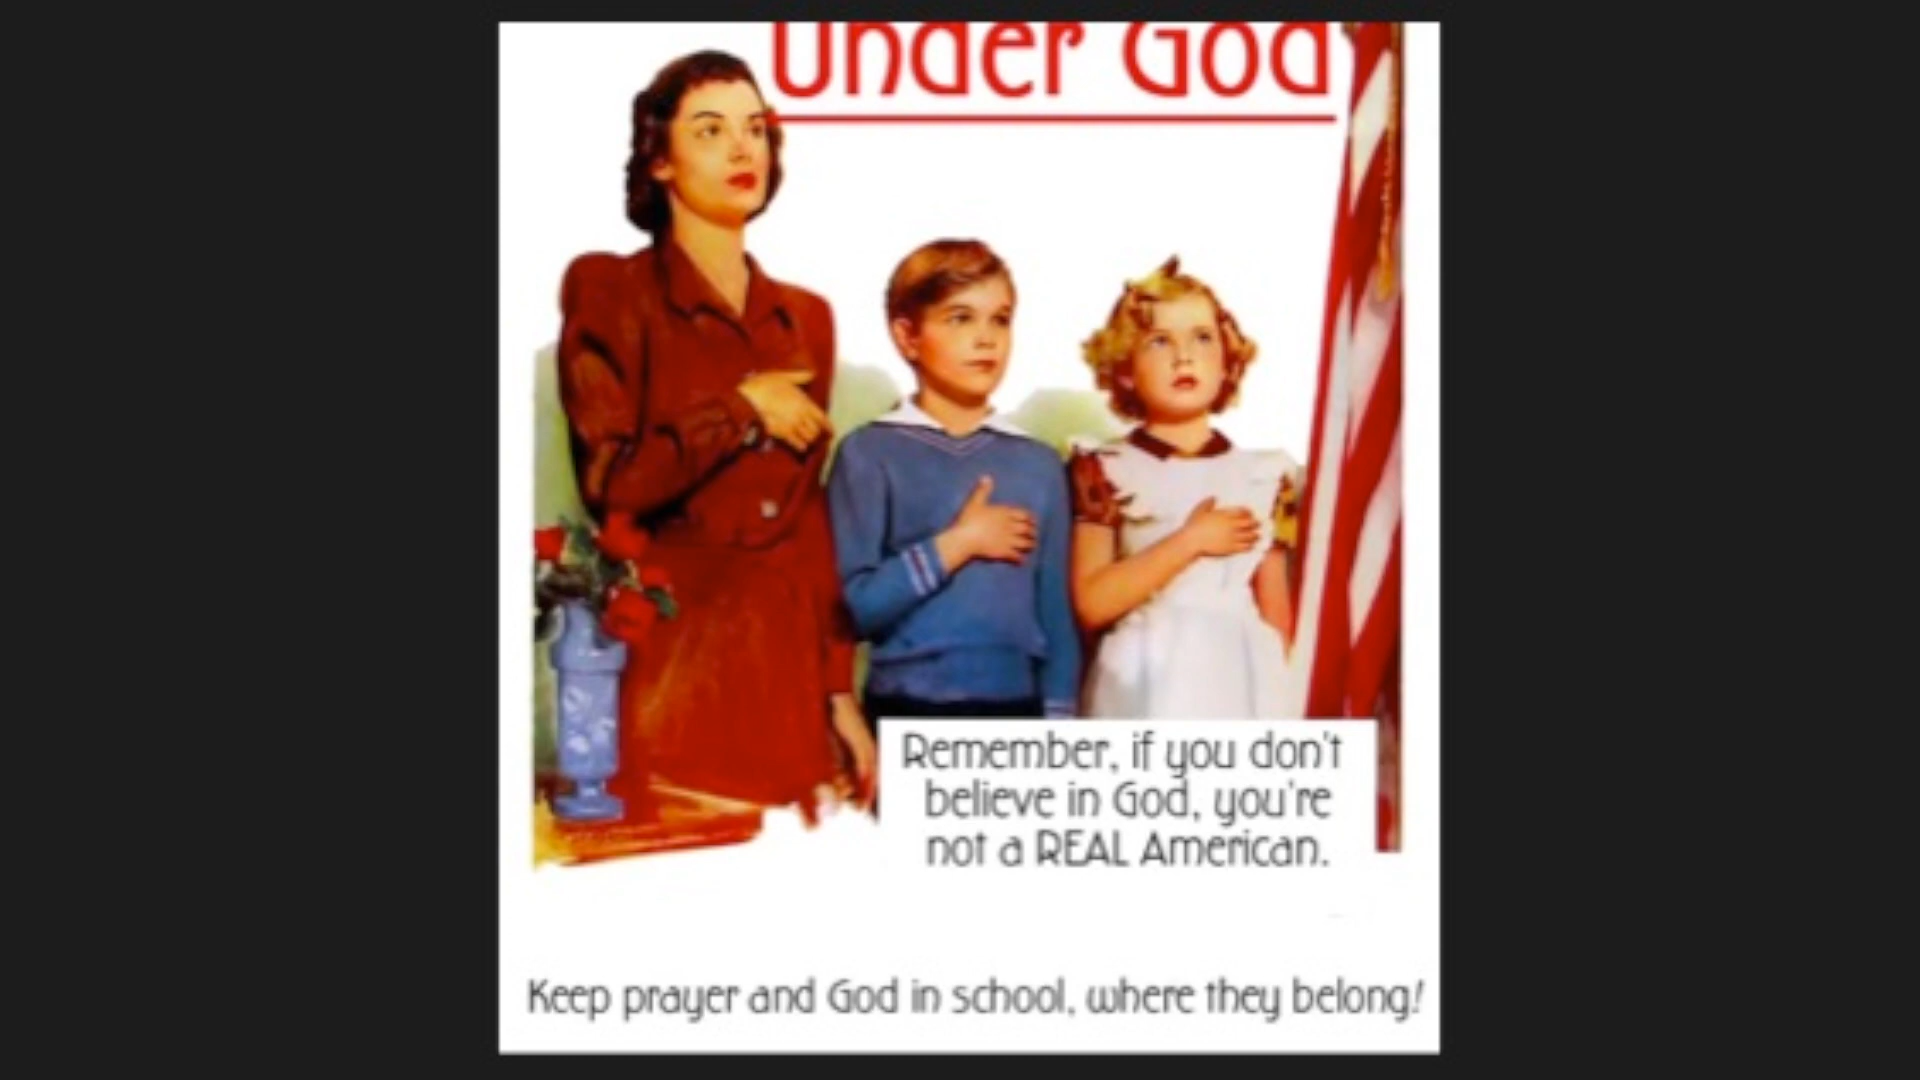 Under God
Remember, if you don't
believe in God, you're
not a REAL American.
Keep prayer and God in school, where they belong!